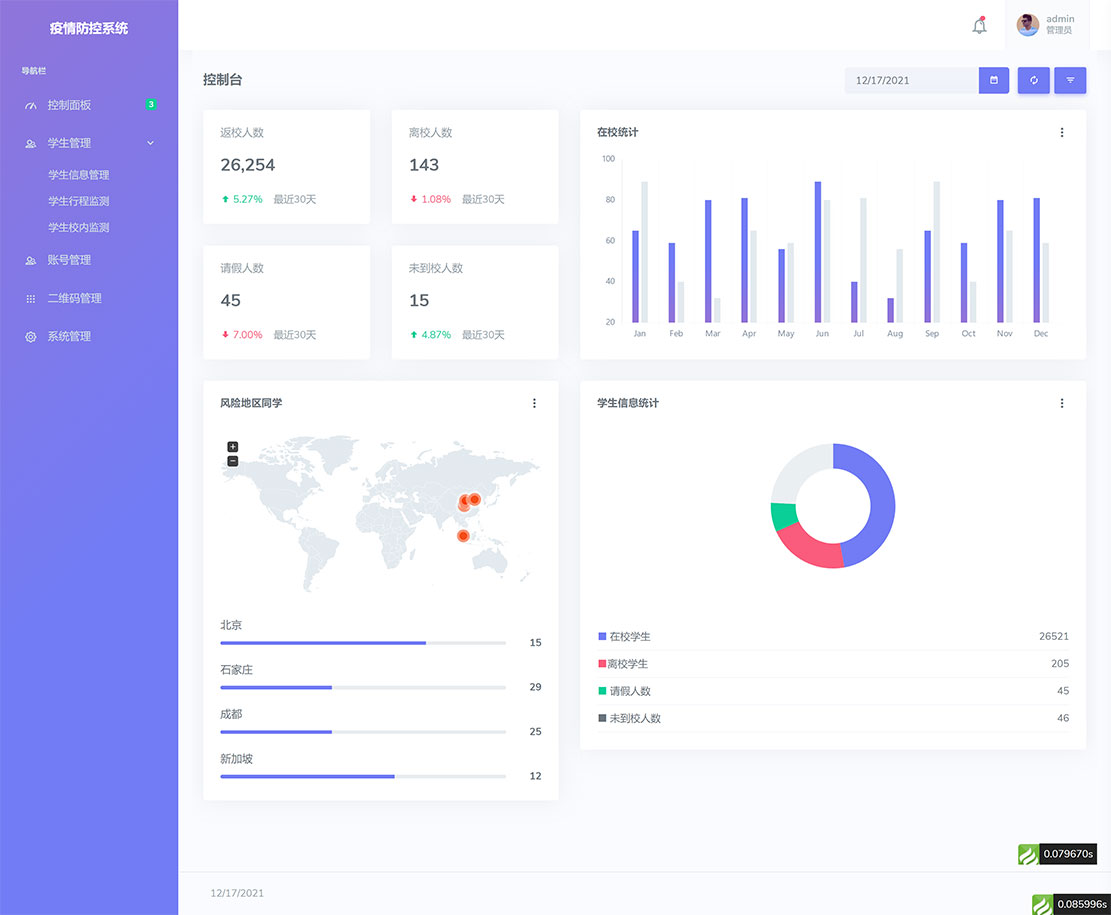 疫情防控系统
导航栏
控制面板 3
学生管理
学生信息管理
学生行程监测
学生校内监测
账号管理
二维码管理
系统管理
admin
管理员
控制台
12/17/2021
返校人数
26,254
5.27% 最近30天
离校人数
143
1.08% 最近30天
请假人数
45
7.00% 最近30天
未到校人数
15
4.87% 最近30天
在校统计
100
80
60
40
20
Jan Feb Mar Apr May Jun Jul Aug Sep Oct Nov Dec
风险地区同学
+
−
北京
15
石家庄
29
成都
25
新加坡
12
学生信息统计
在校学生 26521
离校学生 205
请假人数 45
未到校人数 46
0.079670s
12/17/2021
0.085996s